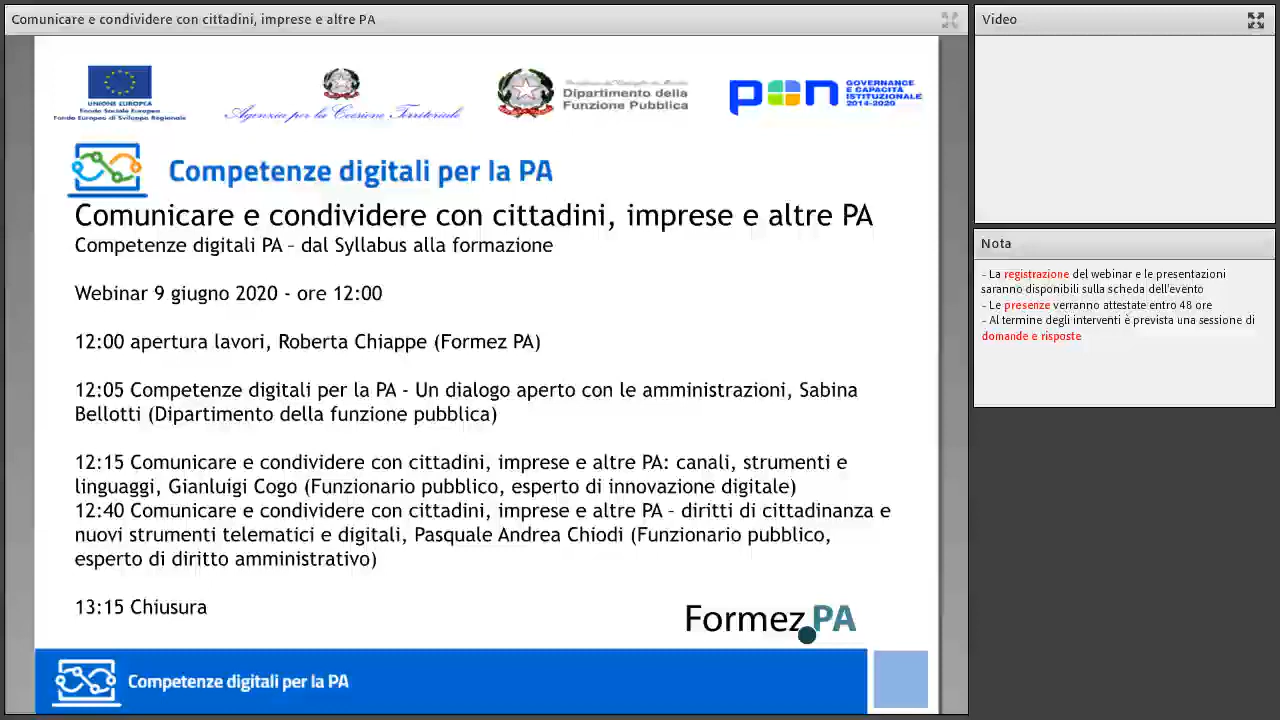 Comunicare e condividere con cittadini, imprese e altre PA
UNIONE EUROPEA
Fondo Sociale Europeo
Fondo Europeo di Sviluppo Regionale
Agenzia per la Coesione Territoriale
Presidenza del Consiglio dei Ministri
Dipartimento della
Funzione Pubblica
pon
GOVERNANCE
E CAPACITÀ
ISTITUZIONALE
2014-2020
Competenze digitali per la PA
Comunicare e condividere con cittadini, imprese e altre PA
Competenze digitali PA – dal Syllabus alla formazione
Webinar 9 giugno 2020 - ore 12:00
12:00 apertura lavori, Roberta Chiappe (Formez PA)
12:05 Competenze digitali per la PA - Un dialogo aperto con le amministrazioni, Sabina
Bellotti (Dipartimento della funzione pubblica)
12:15 Comunicare e condividere con cittadini, imprese e altre PA: canali, strumenti e
linguaggi, Gianluigi Cogo (Funzionario pubblico, esperto di innovazione digitale)
12:40 Comunicare e condividere con cittadini, imprese e altre PA – diritti di cittadinanza e
nuovi strumenti telematici e digitali, Pasquale Andrea Chiodi (Funzionario pubblico,
esperto di diritto amministrativo)
13:15 Chiusura
Formez PA
Competenze digitali per la PA
Video
Nota
- La registrazione del webinar e le presentazioni
saranno disponibili sulla scheda dell'evento
- Le presenze verranno attestate entro 48 ore
- Al termine degli interventi è prevista una sessione di
domande e risposte